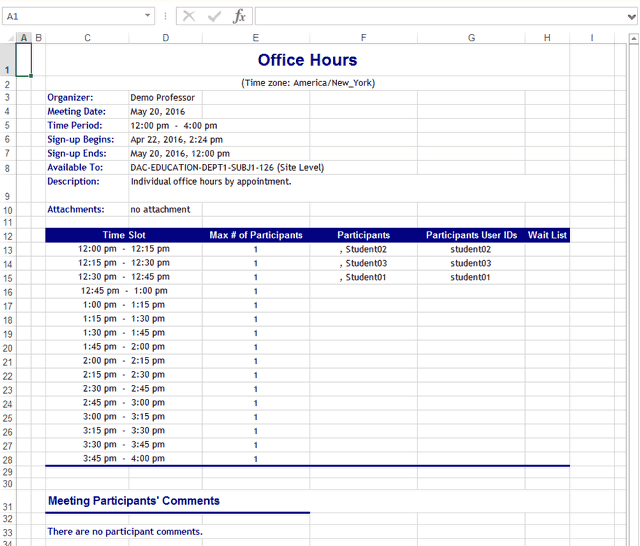 A1
fx
A B C D E F G H I
1 Office Hours
2 (Time zone: America/New_York)
3 Organizer: Demo Professor
4 Meeting Date: May 20, 2016
5 Time Period: 12:00 pm - 4:00 pm
6 Sign-up Begins: Apr 22, 2016, 2:24 pm
7 Sign-up Ends: May 20, 2016, 12:00 pm
8 Available To: DAC-EDUCATION-DEPT1-SUBJ1-126 (Site Level)
Description: Individual office hours by appointment.
9
10 Attachments: no attachment
11
12 Time Slot Max # of Participants Participants Participants User IDs Wait List
13 12:00 pm - 12:15 pm 1 , Student02 student02
14 12:15 pm - 12:30 pm 1 , Student03 student03
15 12:30 pm - 12:45 pm 1 , Student01 student01
16 12:45 pm - 1:00 pm 1
17 1:00 pm - 1:15 pm 1
18 1:15 pm - 1:30 pm 1
19 1:30 pm - 1:45 pm 1
20 1:45 pm - 2:00 pm 1
21 2:00 pm - 2:15 pm 1
22 2:15 pm - 2:30 pm 1
23 2:30 pm - 2:45 pm 1
24 2:45 pm - 3:00 pm 1
25 3:00 pm - 3:15 pm 1
26 3:15 pm - 3:30 pm 1
27 3:30 pm - 3:45 pm 1
28 3:45 pm - 4:00 pm 1
29
30
31 Meeting Participants' Comments
32
33 There are no participant comments.
34